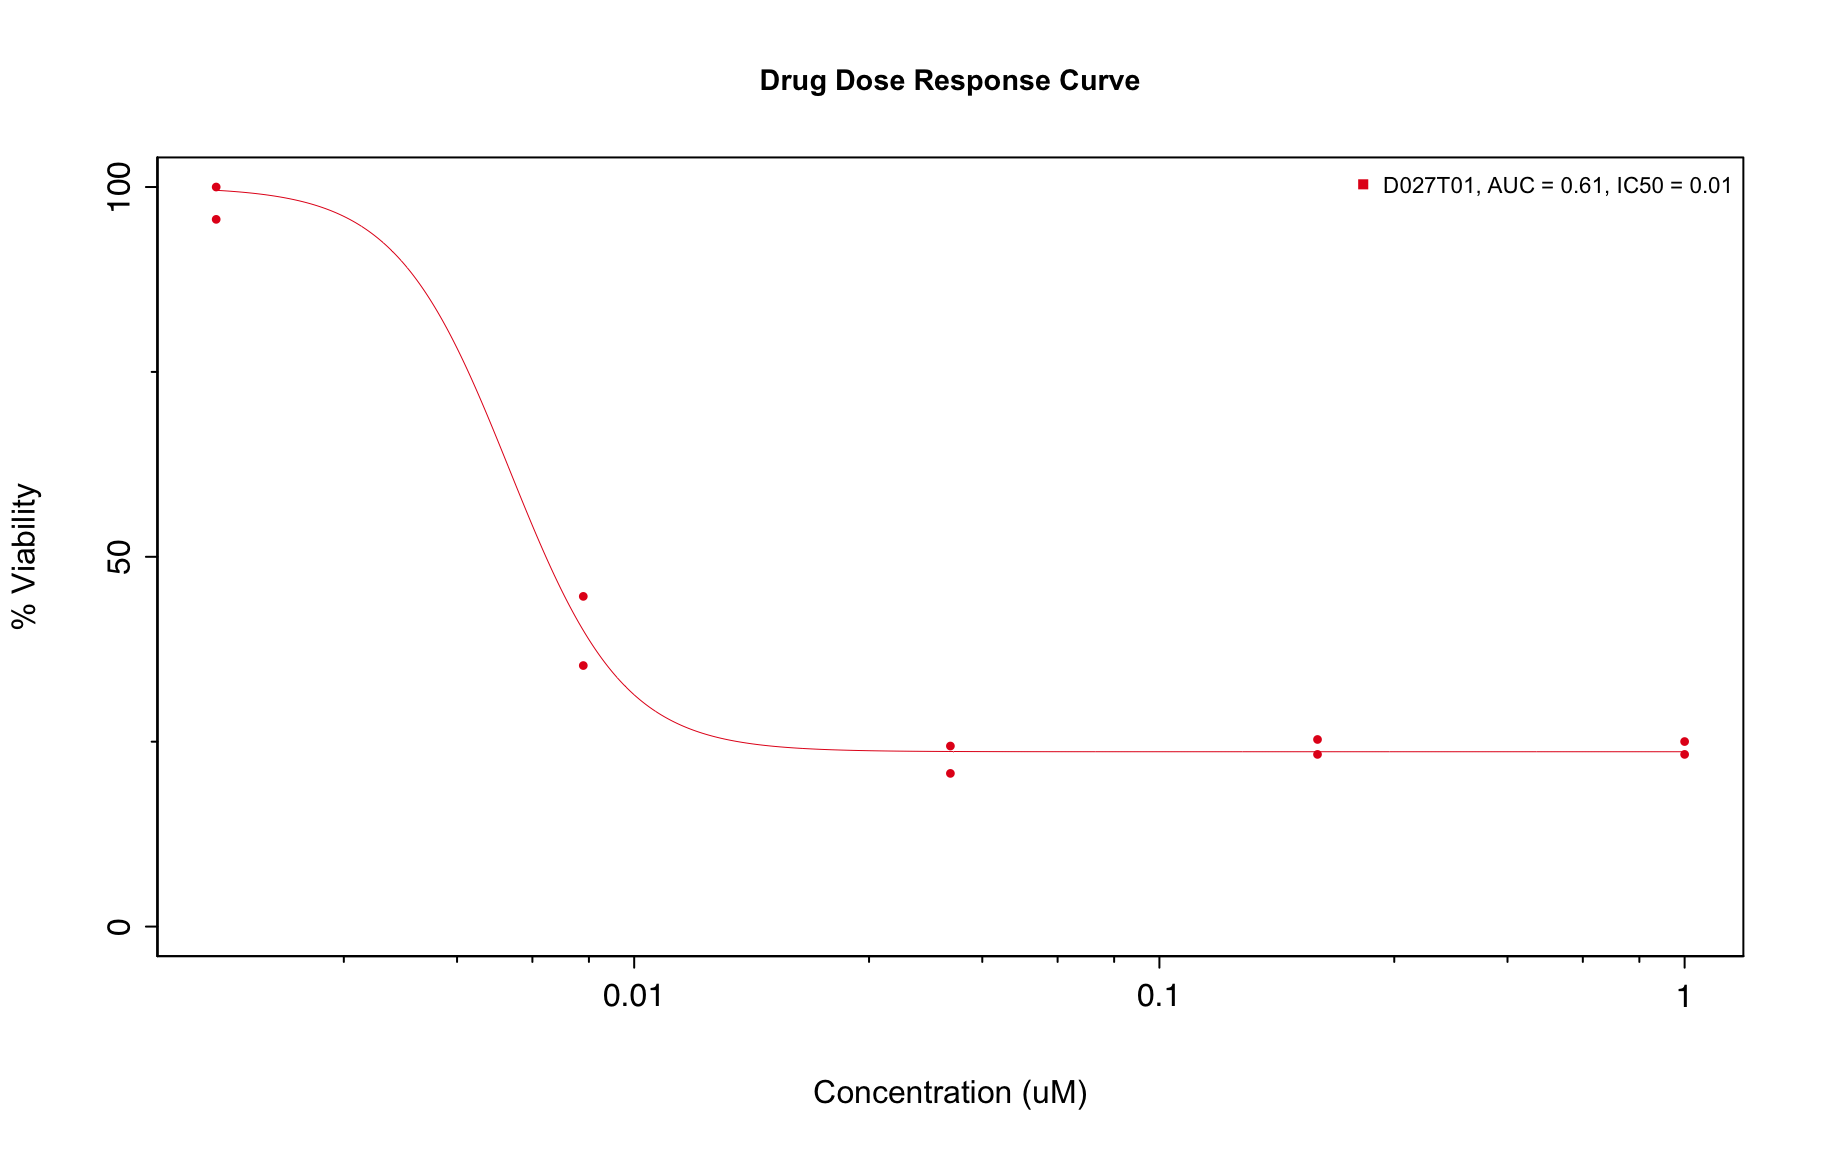 Drug Dose Response Curve
D027T01, AUC = 0.61, IC50 = 0.01
100
50
0
% Viability
0.01 0.1 1
Concentration (uM)